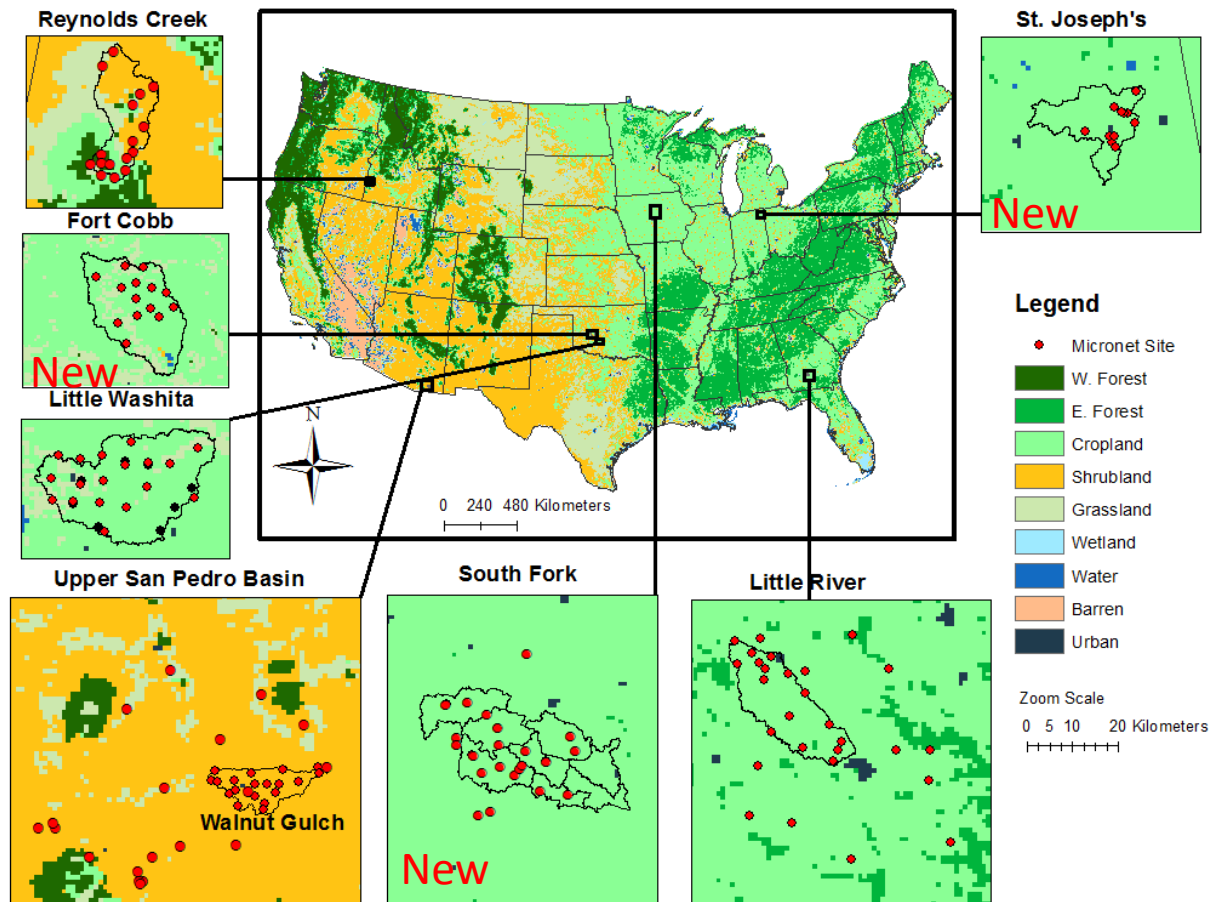 Reynolds Creek
St. Joseph's
New
Fort Cobb
New
Little Washita
N
0 240 480 Kilometers
Legend
Micronet Site
W. Forest
E. Forest
Cropland
Shrubland
Grassland
Wetland
Water
Barren
Urban
Zoom Scale
0 5 10 20 Kilometers
Upper San Pedro Basin
Walnut Gulch
South Fork
New
Little River